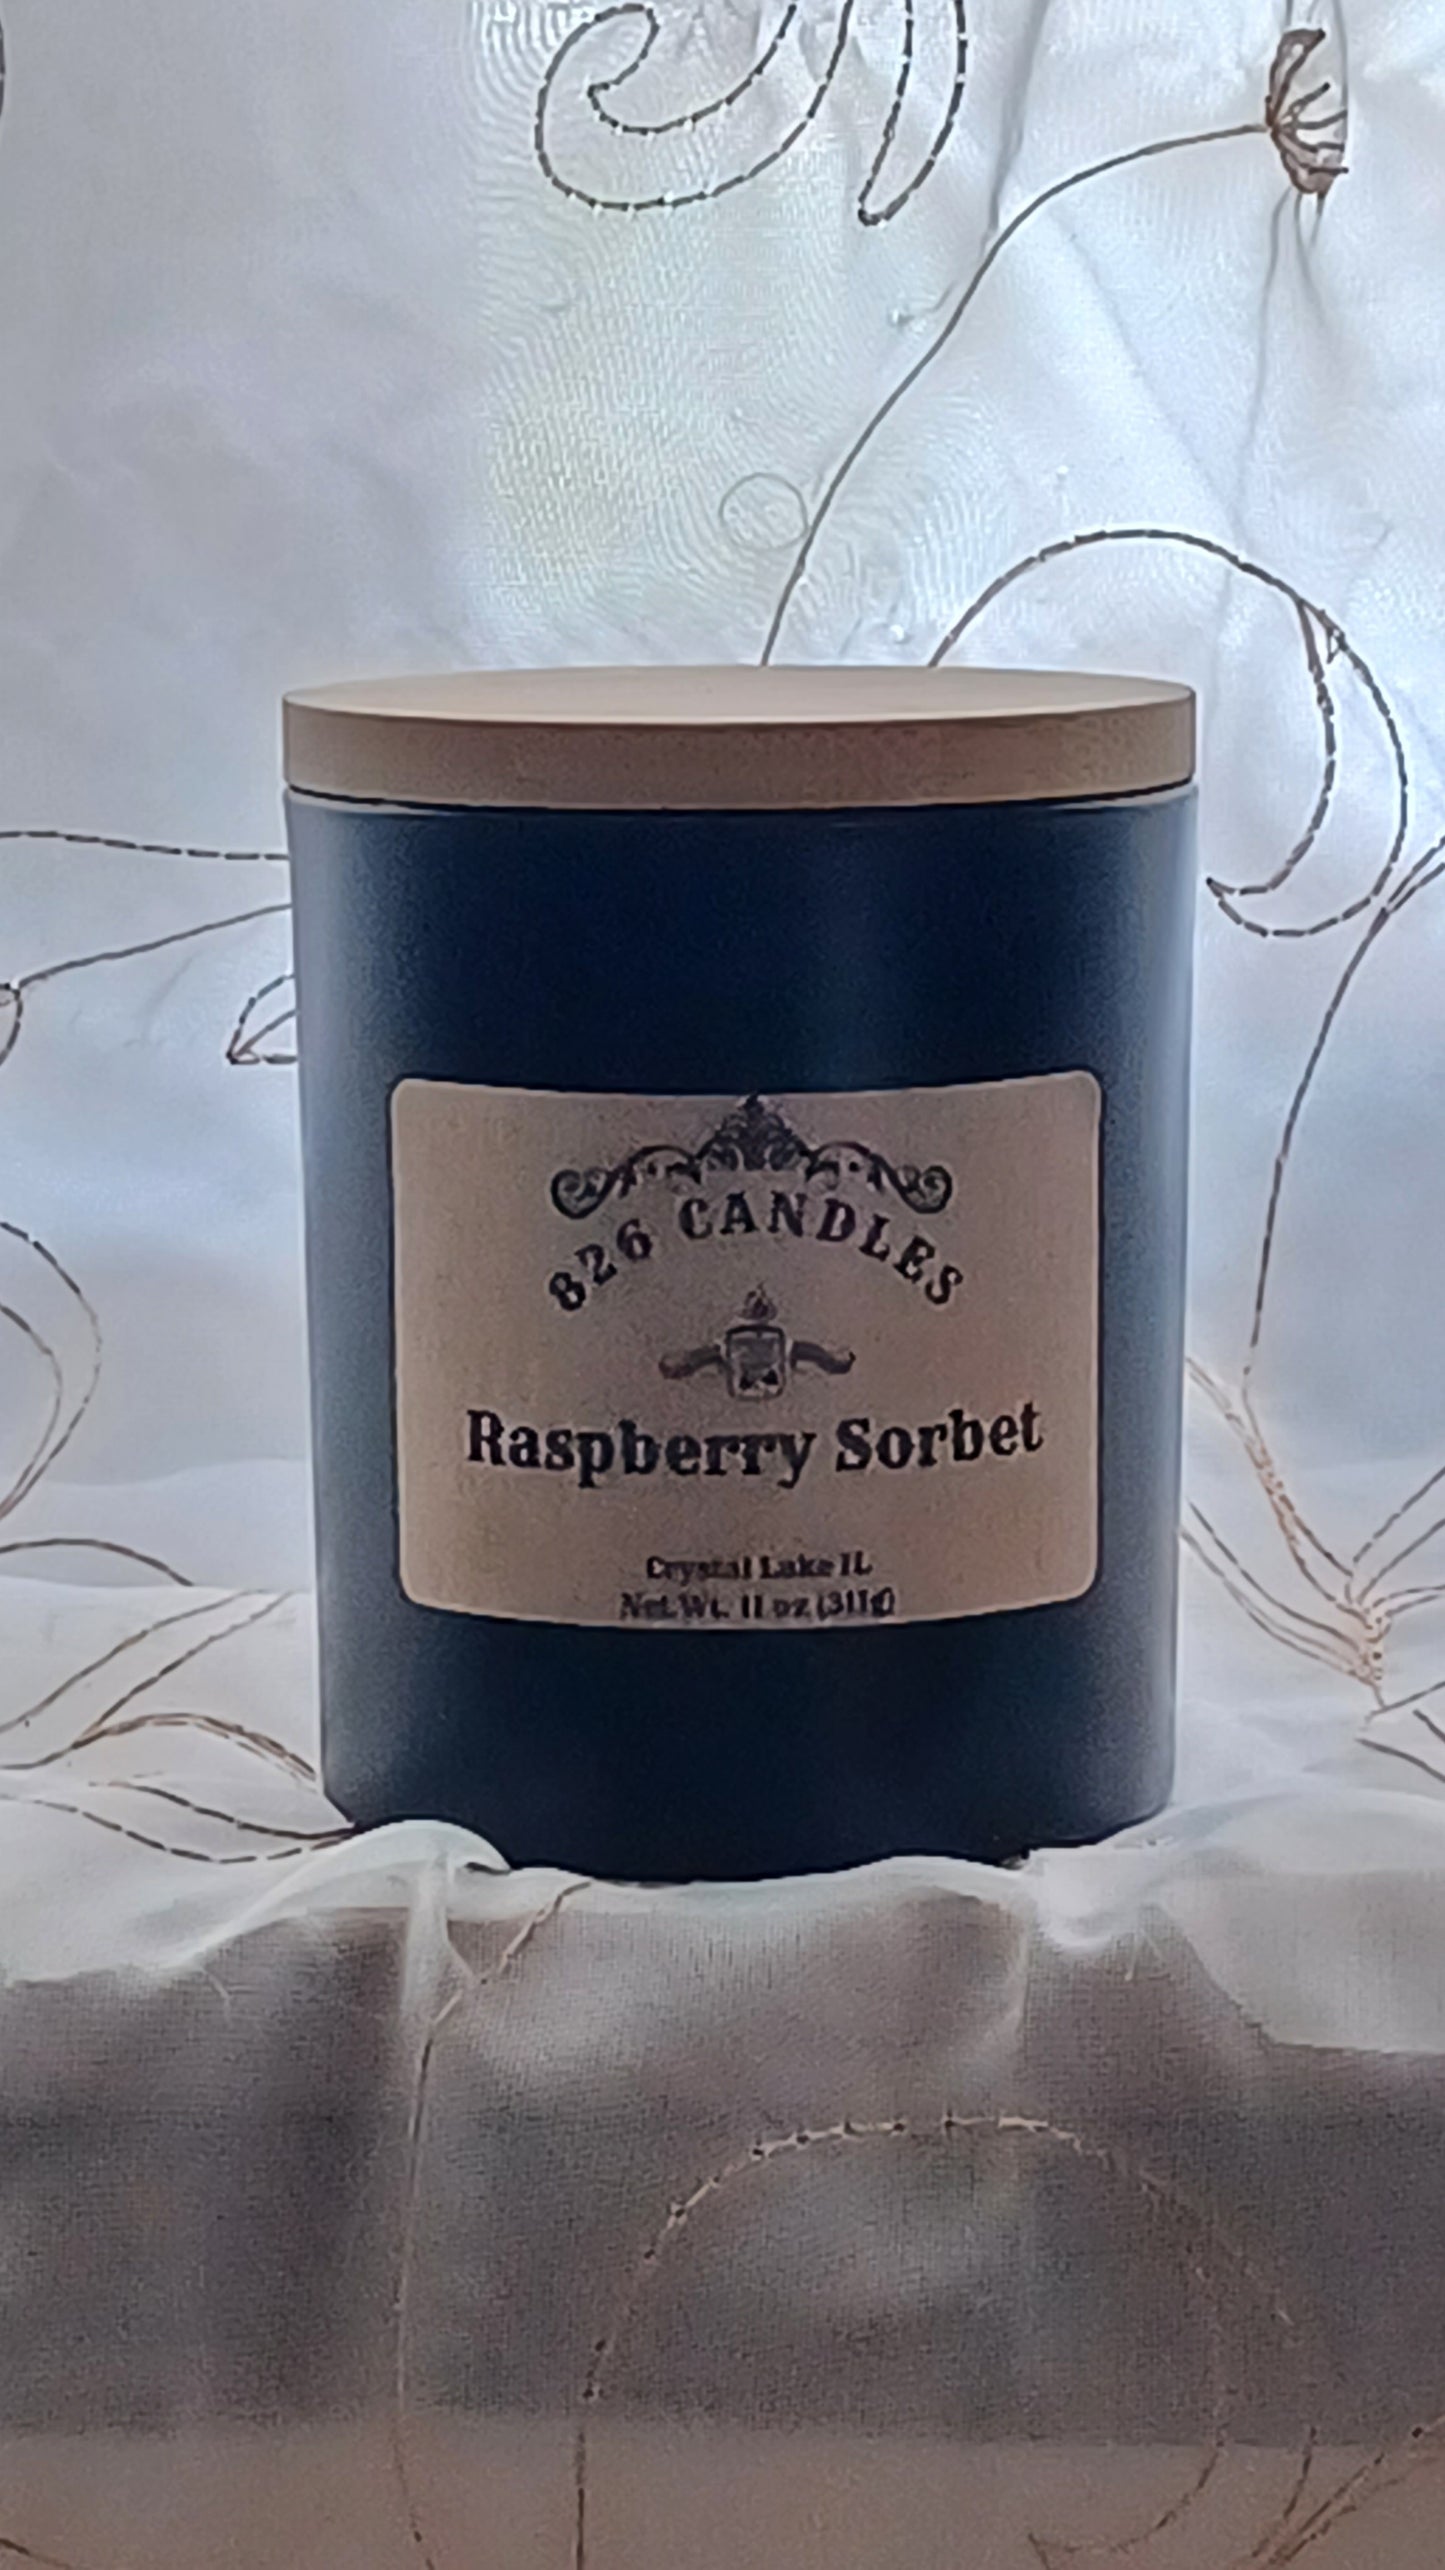 826 CANDLES
Raspberry Sorbet
Crystal Lake IL
Net Wt. 11 oz (311g)